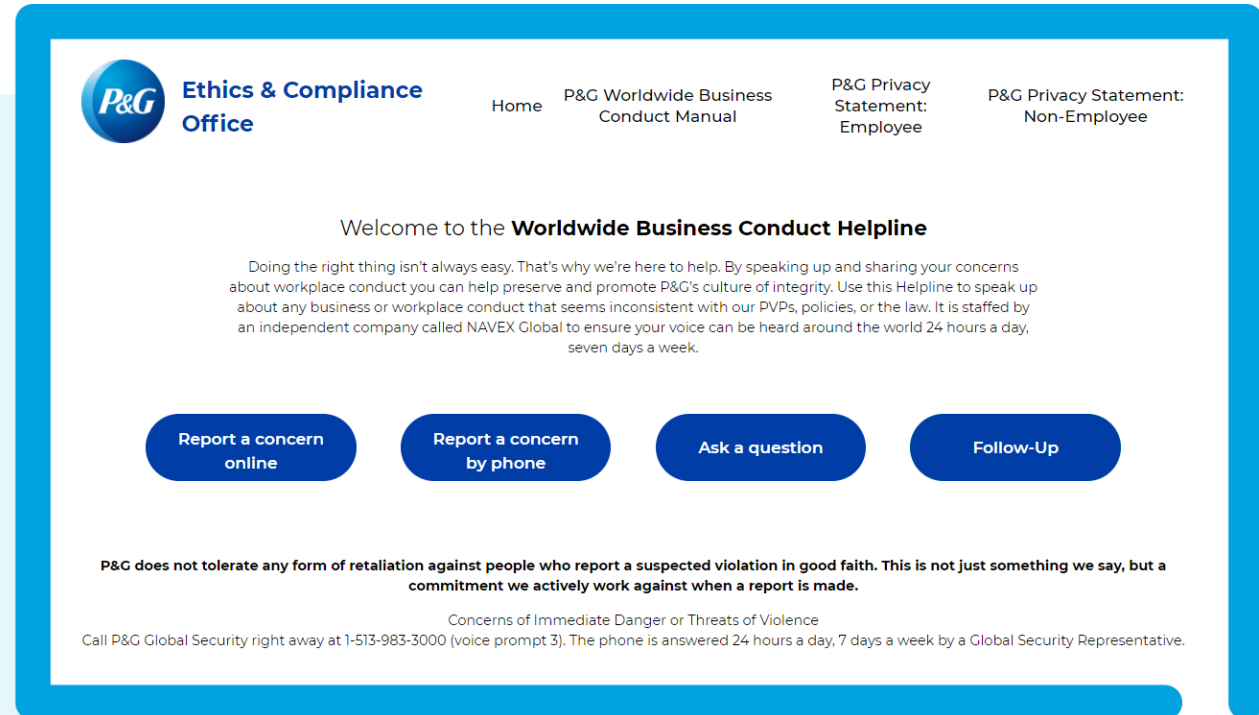 P&G
Ethics & Compliance
Office
Home
P&G Worldwide Business
Conduct Manual
P&G Privacy
Statement:
Employee
P&G Privacy Statement:
Non-Employee
Welcome to the Worldwide Business Conduct Helpline
Doing the right thing isn't always easy. That's why we're here to help. By speaking up and sharing your concerns
about workplace conduct you can help preserve and promote P&G's culture of integrity. Use this Helpline to speak up
about any business or workplace conduct that seems inconsistent with our PVPs, policies, or the law. It is staffed by
an independent company called NAVEX Global to ensure your voice can be heard around the world 24 hours a day,
seven days a week.
Report a concern
online
Report a concern
by phone
Ask a question
Follow-Up
P&G does not tolerate any form of retaliation against people who report a suspected violation in good faith. This is not just something we say, but a
commitment we actively work against when a report is made.
Concerns of Immediate Danger or Threats of Violence
Call P&G Global Security right away at 1-513-983-3000 (voice prompt 3). The phone is answered 24 hours a day, 7 days a week by a Global Security Representative.